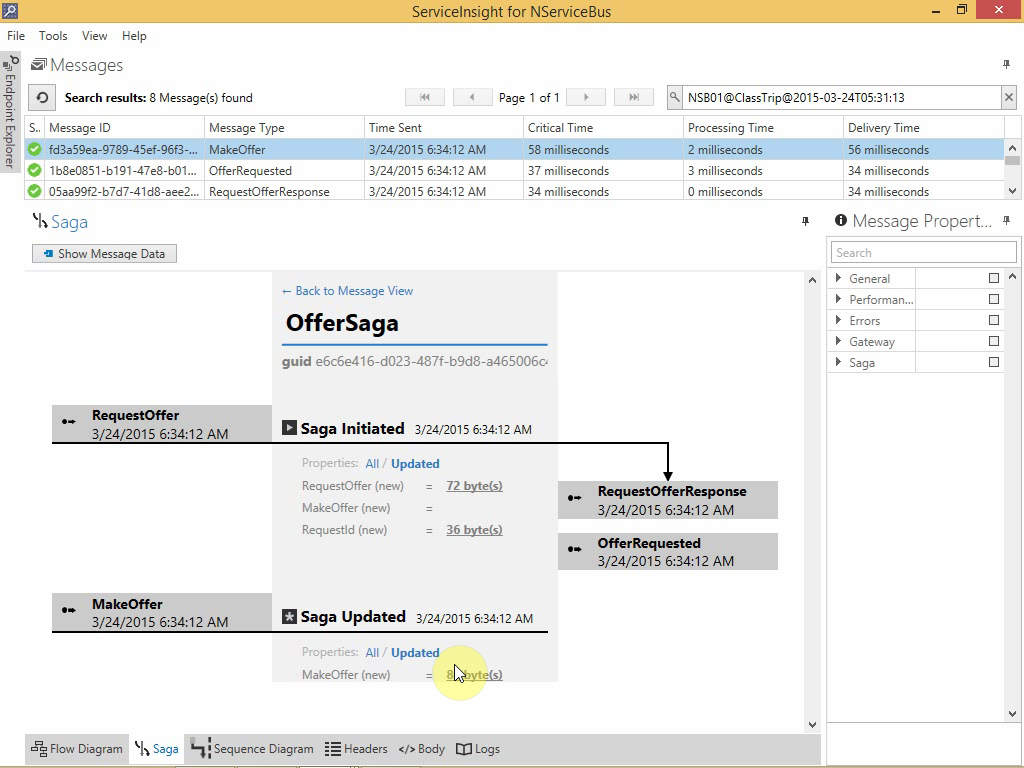 ServiceInsight for NServiceBus
File Tools View Help
Endpoint Explorer
Messages
Search results: 8 Message(s) found
Page 1 of 1
NSB01@ClassTrip@2015-03-24T05:31:13
S.. Message ID Message Type Time Sent Critical Time Processing Time Delivery Time
fd3a59ea-9789-45ef-96f3-... MakeOffer 3/24/2015 6:34:12 AM 58 milliseconds 2 milliseconds 56 milliseconds
1b8e0851-b191-47e8-b01... OfferRequested 3/24/2015 6:34:12 AM 37 milliseconds 3 milliseconds 34 milliseconds
05aa99f2-b7d7-41d8-aee2... RequestOfferResponse 3/24/2015 6:34:12 AM 34 milliseconds 0 milliseconds 34 milliseconds
Saga
Show Message Data
← Back to Message View
OfferSaga
guid e6c6e416-d023-487f-b9d8-a465006c
RequestOffer
3/24/2015 6:34:12 AM
Saga Initiated 3/24/2015 6:34:12 AM
Properties: All / Updated
RequestOffer (new) = 72 byte(s)
MakeOffer (new) =
RequestId (new) = 36 byte(s)
RequestOfferResponse
3/24/2015 6:34:12 AM
OfferRequested
3/24/2015 6:34:12 AM
MakeOffer
3/24/2015 6:34:12 AM
Saga Updated 3/24/2015 6:34:12 AM
Properties: All / Updated
MakeOffer (new) = byte(s)
Message Propert...
Search
General
Performan...
Errors
Gateway
Saga
Flow Diagram Saga Sequence Diagram Headers </> Body Logs